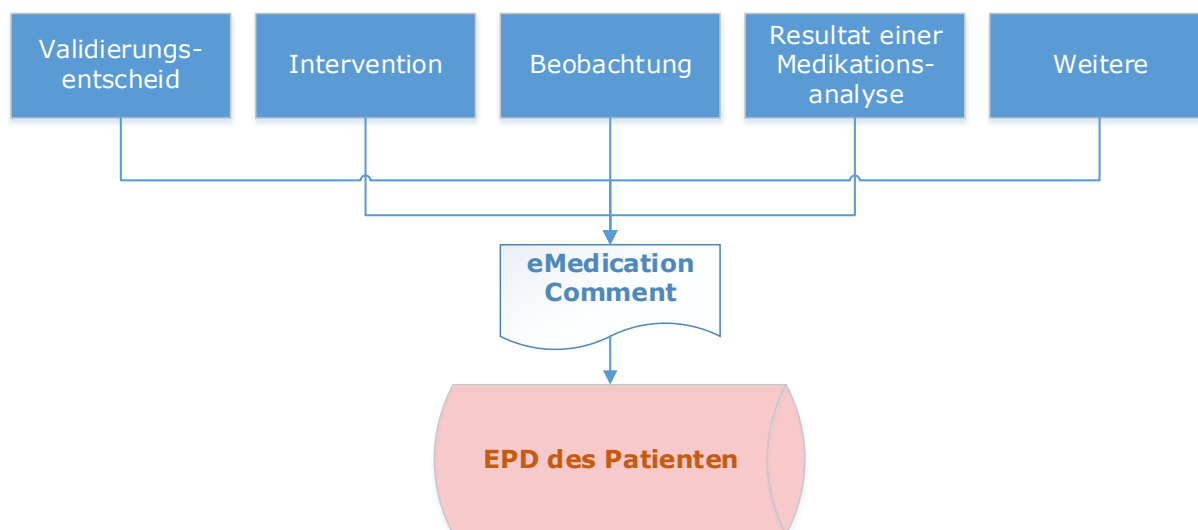 Validierungs-
entscheid
Intervention
Beobachtung
Resultat einer
Medikations-
analyse
Weitere
eMedication
Comment
EPD des Patienten